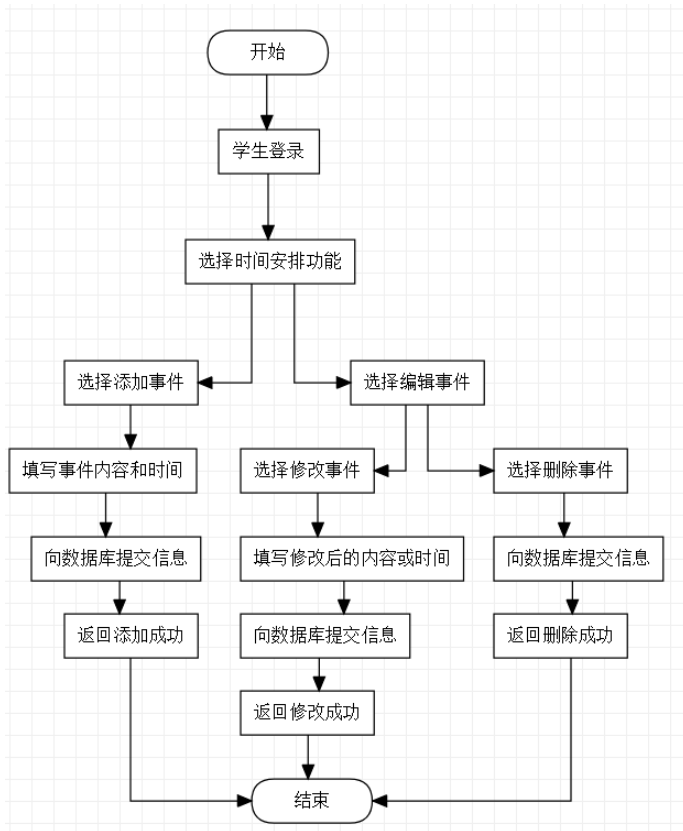 开始
学生登录
选择时间安排功能
选择添加事件
选择编辑事件
填写事件内容和时间
选择修改事件
选择删除事件
向数据库提交信息
填写修改后的内容或时间
向数据库提交信息
返回添加成功
向数据库提交信息
返回删除成功
返回修改成功
结束